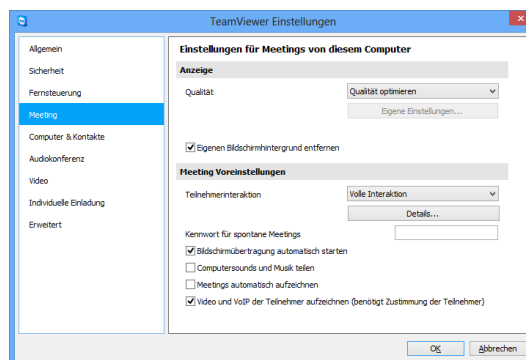 TeamViewer Einstellungen
Allgemein
Sicherheit
Fernsteuerung
Meeting
Computer & Kontakte
Audiokonferenz
Video
Individuelle Einladung
Erweitert
Einstellungen für Meetings von diesem Computer
Anzeige
Qualität
Qualität optimieren
Eigene Einstellungen...
Eigenen Bildschirmhintergrund entfernen
Meeting Voreinstellungen
Teilnehmerinteraktion
Volle Interaktion
Details...
Kennwort für spontane Meetings
Bildschirmübertragung automatisch starten
Computersounds und Musik teilen
Meetings automatisch aufzeichnen
Video und VoIP der Teilnehmer aufzeichnen (benötigt Zustimmung der Teilnehmer)
OK
Abbrechen